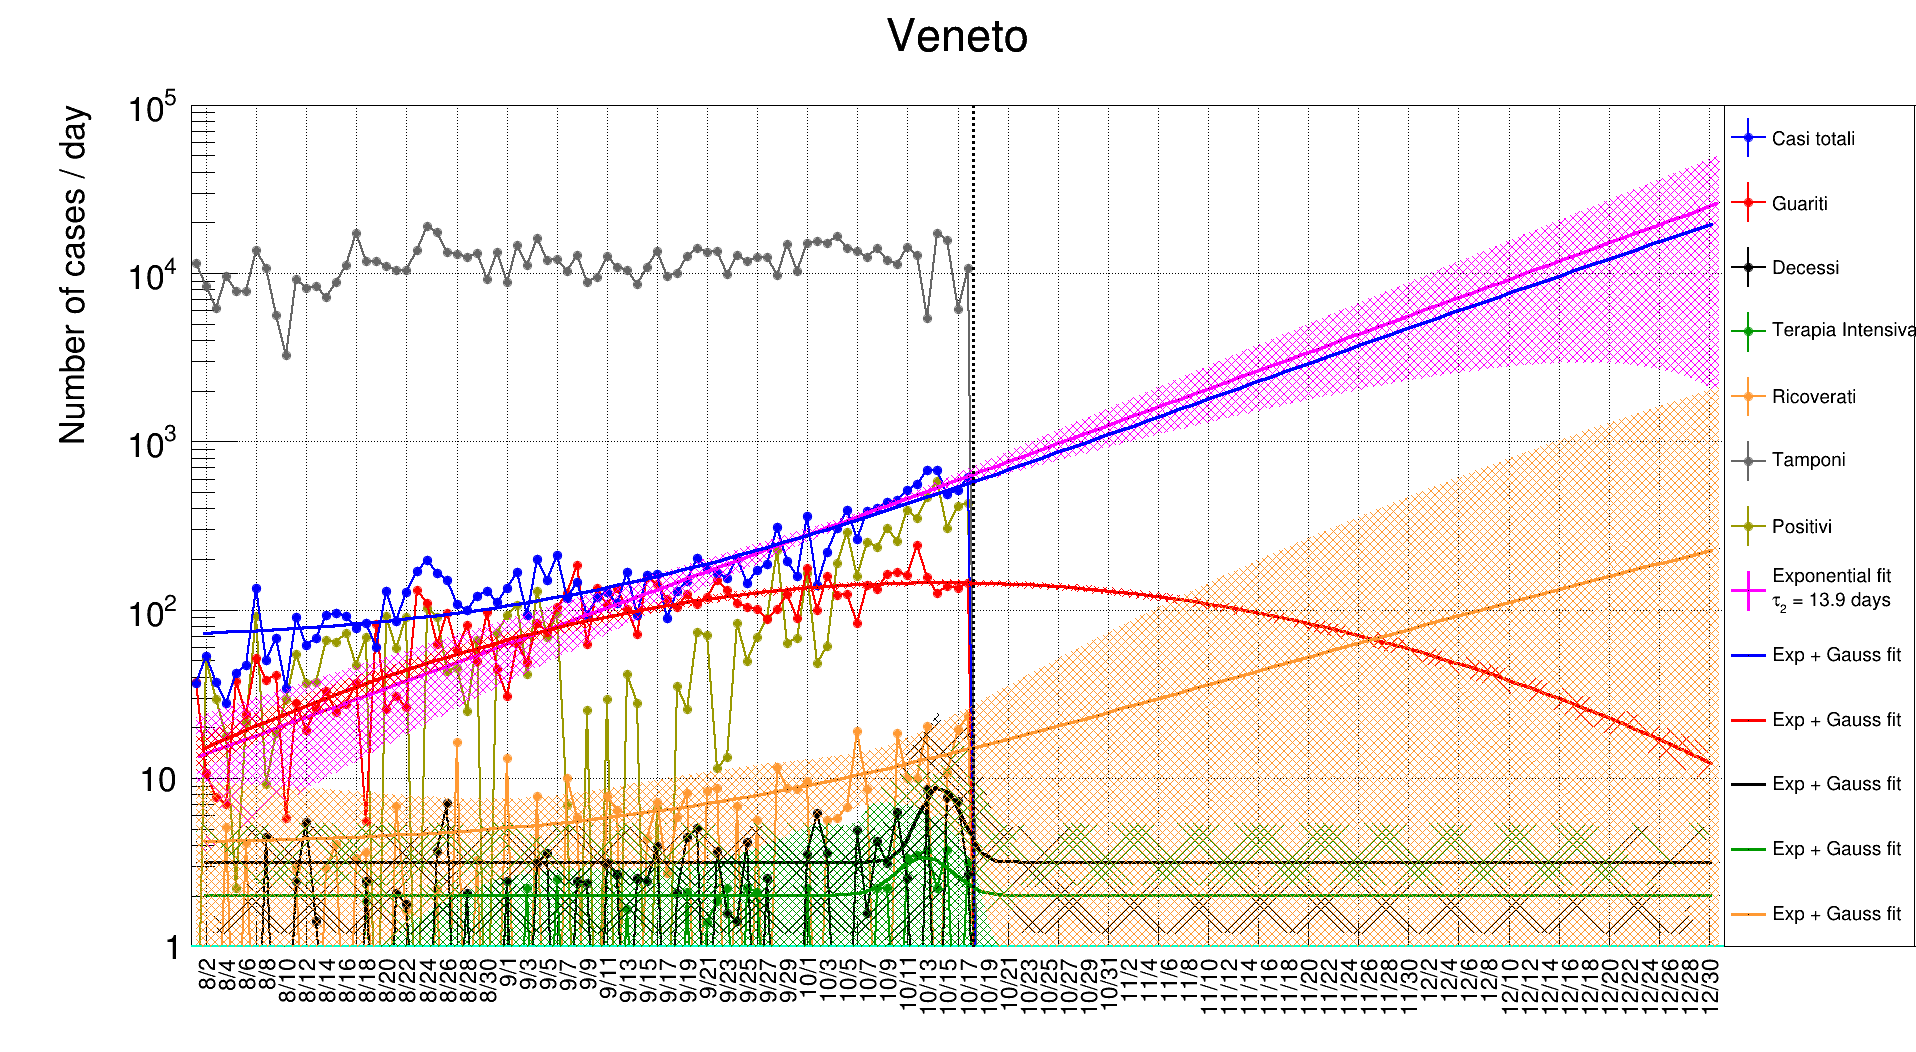 Veneto
Number of cases / day
10^5
10^4
10^3
10^2
10
1
8/2 8/4 8/6 8/8 8/10 8/12 8/14 8/16 8/18 8/20 8/22 8/24 8/26 8/28 8/30 9/1 9/3 9/5 9/7 9/9 9/11 9/13 9/15 9/17 9/19 9/21 9/23 9/25 9/27 9/29 10/1 10/3 10/5 10/7 10/9 10/11 10/13 10/15 10/17 10/19 10/21 10/23 10/25 10/27 10/29 10/31 11/2 11/4 11/6 11/8 11/10 11/12 11/14 11/16 11/18 11/20 11/22 11/24 11/26 11/28 11/30 12/2 12/4 12/6 12/8 12/10 12/12 12/14 12/16 12/18 12/20 12/22 12/24 12/26 12/28 12/30
Casi totali
Guariti
Decessi
Terapia Intensiva
Ricoverati
Tamponi
Positivi
Exponential fit
τ₂ = 13.9 days
Exp + Gauss fit
Exp + Gauss fit
Exp + Gauss fit
Exp + Gauss fit
Exp + Gauss fit